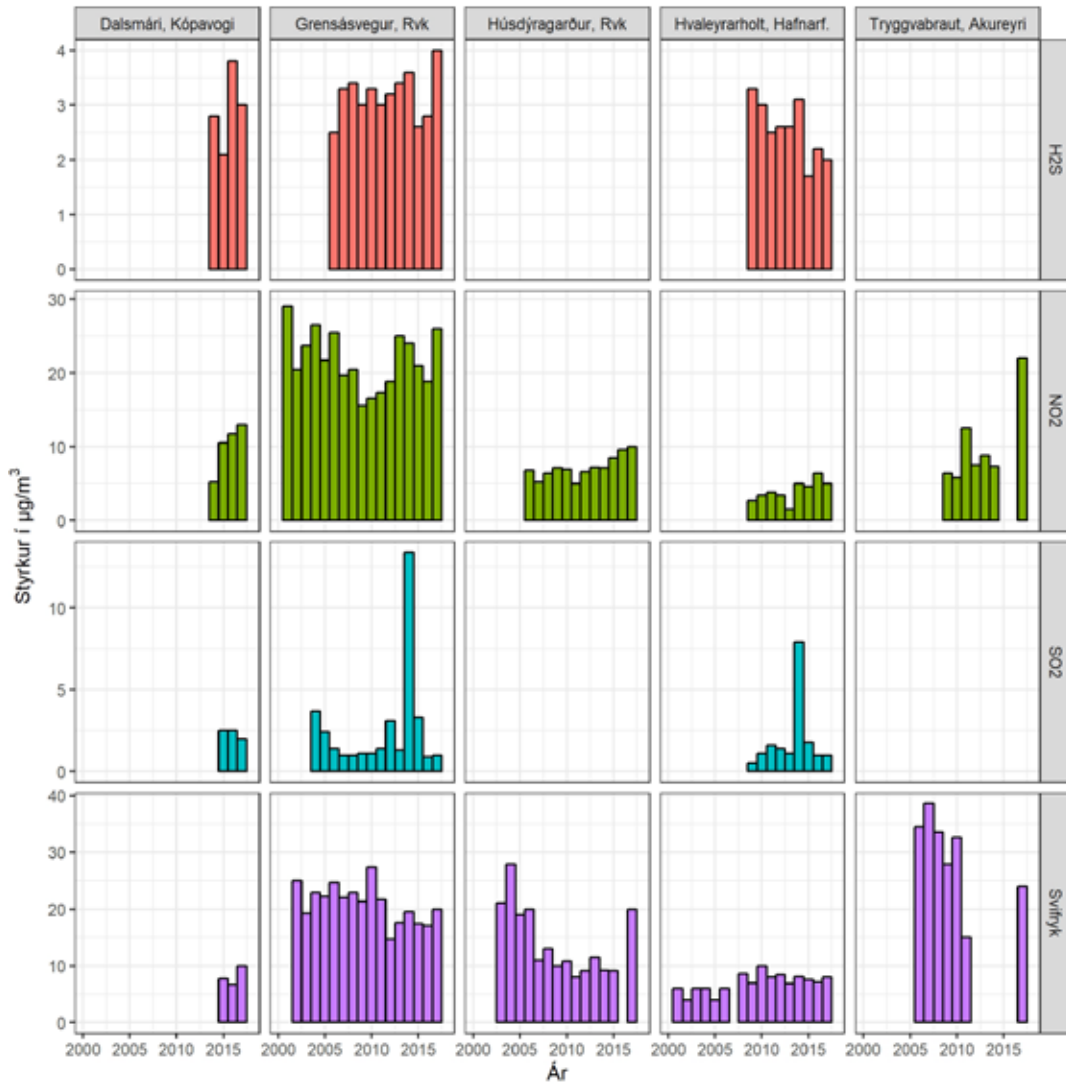 Dalsmári, Kópavogi
Grensásvegur, Rvk
Húsdýragarður, Rvk
Hvaleyrarholt, Hafnarf.
Tryggvabraut, Akureyri
4
3
2
1
0
H2S
30
20
10
0
NO2
10
5
0
SO2
40
30
20
10
0
Svifryk
Styrkur í µg/m³
2000 2005 2010 2015
2000 2005 2010 2015
2000 2005 2010 2015
2000 2005 2010 2015
2000 2005 2010 2015
Ár